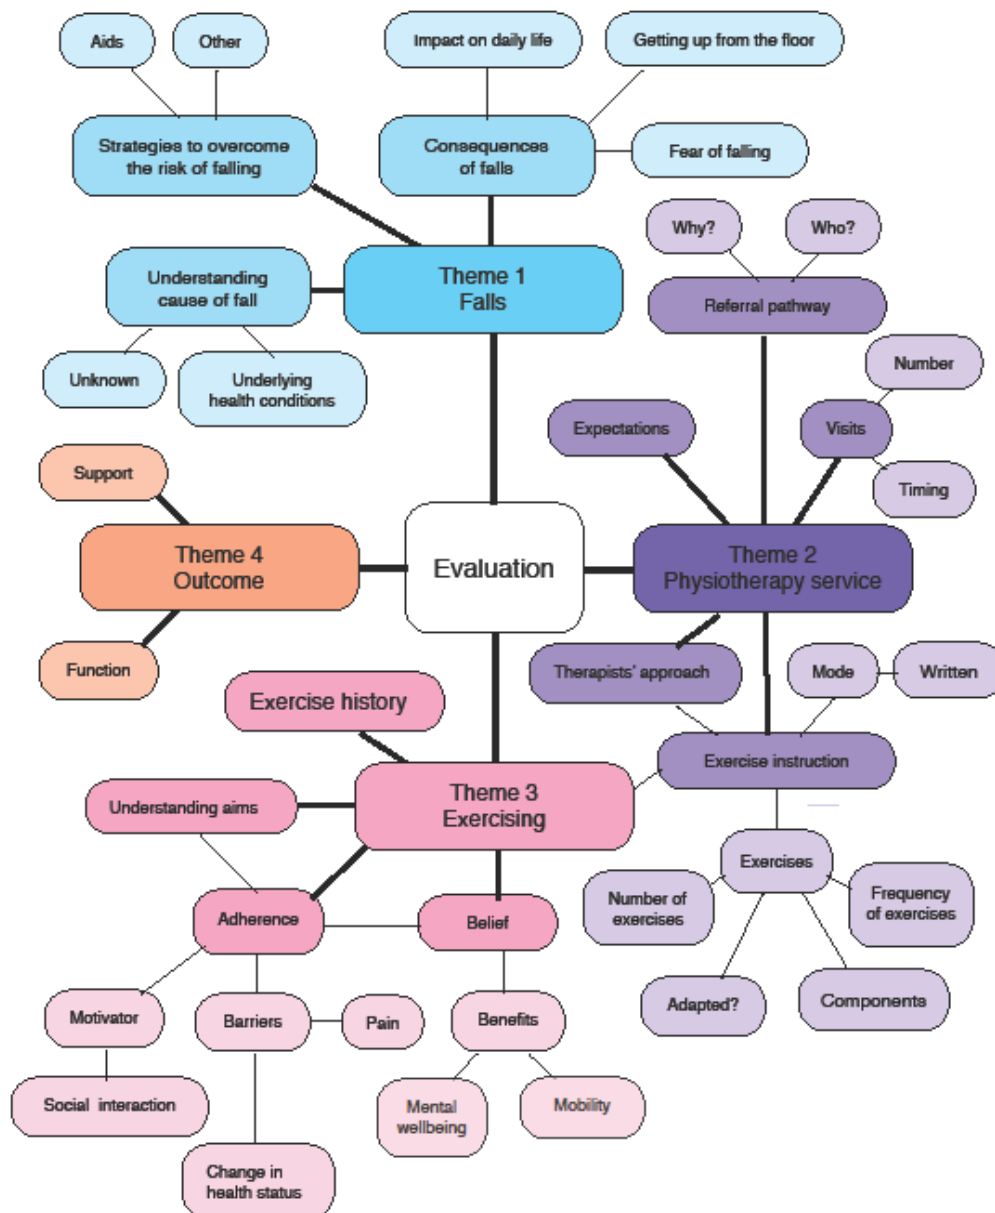 Aids
Other
Impact on daily life
Getting up from the floor
Strategies to overcome
the risk of falling
Consequences
of falls
Fear of falling
Why?
Who?
Understanding
cause of fall
Theme 1
Falls
Referral pathway
Unknown
Underlying
health conditions
Number
Expectations
Visits
Support
Timing
Theme 4
Outcome
Evaluation
Theme 2
Physiotherapy service
Function
Therapists' approach
Mode
Written
Exercise history
Exercise instruction
Understanding aims
Theme 3
Exercising
Exercises
Number of
exercises
Frequency
of exercises
Adherence
Belief
Adapted?
Components
Motivator
Barriers
Pain
Benefits
Social interaction
Mental
wellbeing
Mobility
Change in
health status